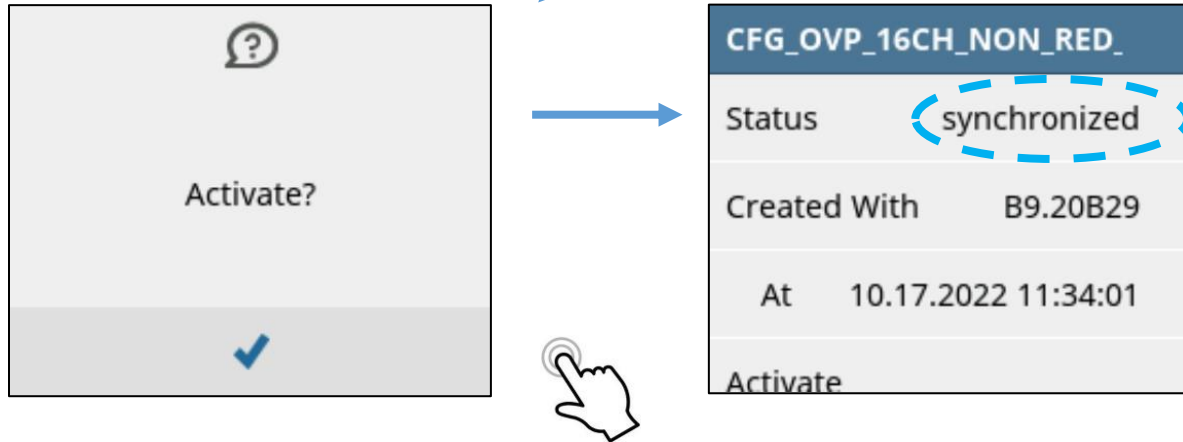 ?
Activate?
CFG_OVP_16CH_NON_RED_
Status synchronized
Created With B9.20B29
At 10.17.2022 11:34:01
Activate